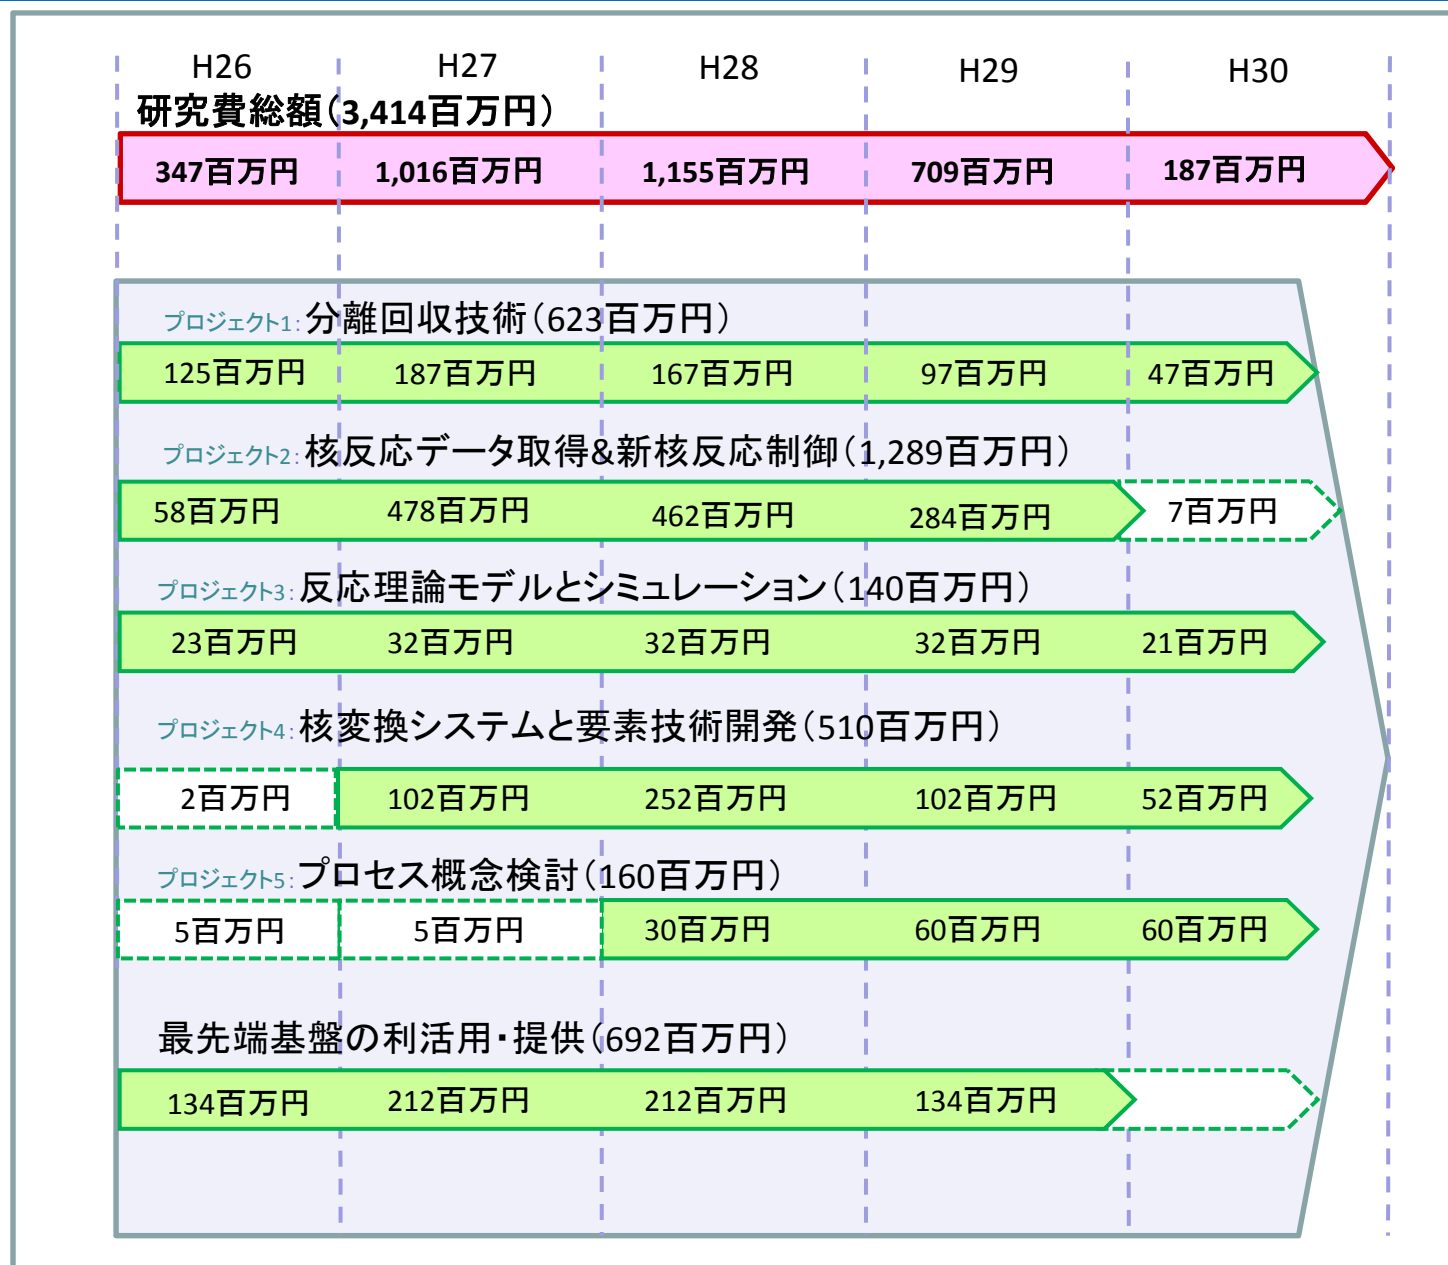 H26 H27 H28 H29 H30
研究費総額(3,414百万円)
347百万円 1,016百万円 1,155百万円 709百万円 187百万円
プロジェクト1: 分離回収技術(623百万円)
125百万円 187百万円 167百万円 97百万円 47百万円
プロジェクト2: 核反応データ取得&新核反応制御(1,289百万円)
58百万円 478百万円 462百万円 284百万円 7百万円
プロジェクト3: 反応理論モデルとシミュレーション(140百万円)
23百万円 32百万円 32百万円 32百万円 21百万円
プロジェクト4: 核変換システムと要素技術開発(510百万円)
2百万円 102百万円 252百万円 102百万円 52百万円
プロジェクト5: プロセス概念検討(160百万円)
5百万円 5百万円 30百万円 60百万円 60百万円
最先端基盤の利活用・提供(692百万円)
134百万円 212百万円 212百万円 134百万円